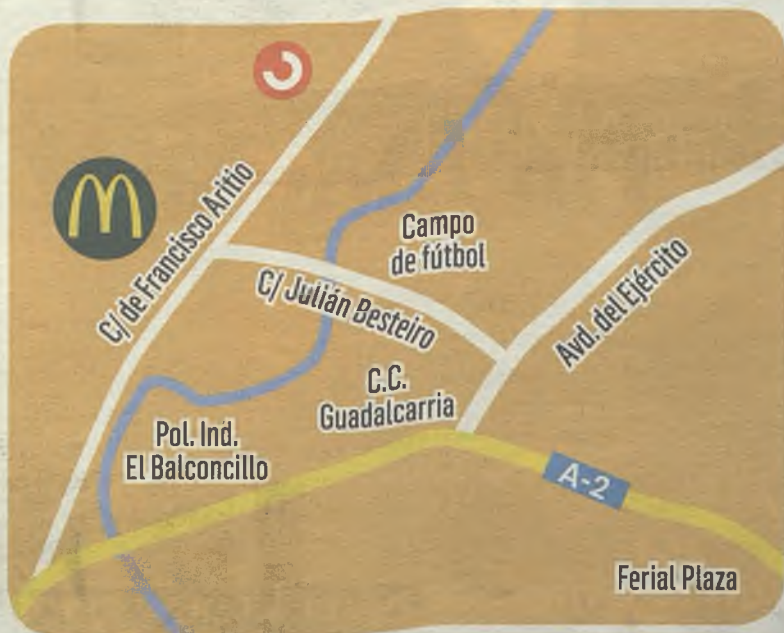 C/ de Francisco Aritio
Campo
de fútbol
C/ Julián Besteiro
Avd. del Ejército
C.C.
Guadalcarria
Pol. Ind.
El Balconcillo
A-2
Ferial Plaza